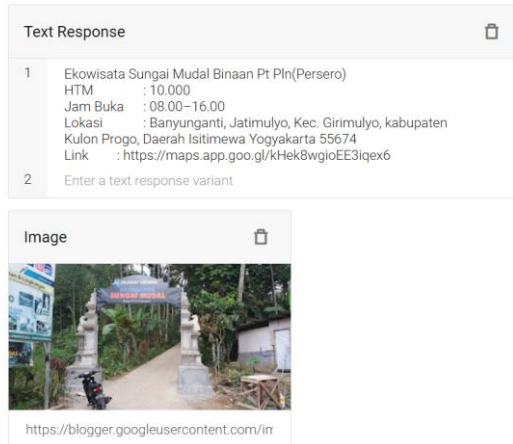 Text Response
1 Ekowisata Sungai Mudal Binaan Pt Pln(Persero)
HTM : 10.000
Jam Buka : 08.00–16.00
Lokasi : Banyunganti, Jatimulyo, Kec. Girimulyo, kabupaten
Kulon Progo, Daerah Isitimewa Yogyakarta 55674
Link : https://maps.app.goo.gl/kHek8wgioEE3iqex6
2 Enter a text response variant
Image
SUNGAI MUDAL
https://blogger.googleusercontent.com/im